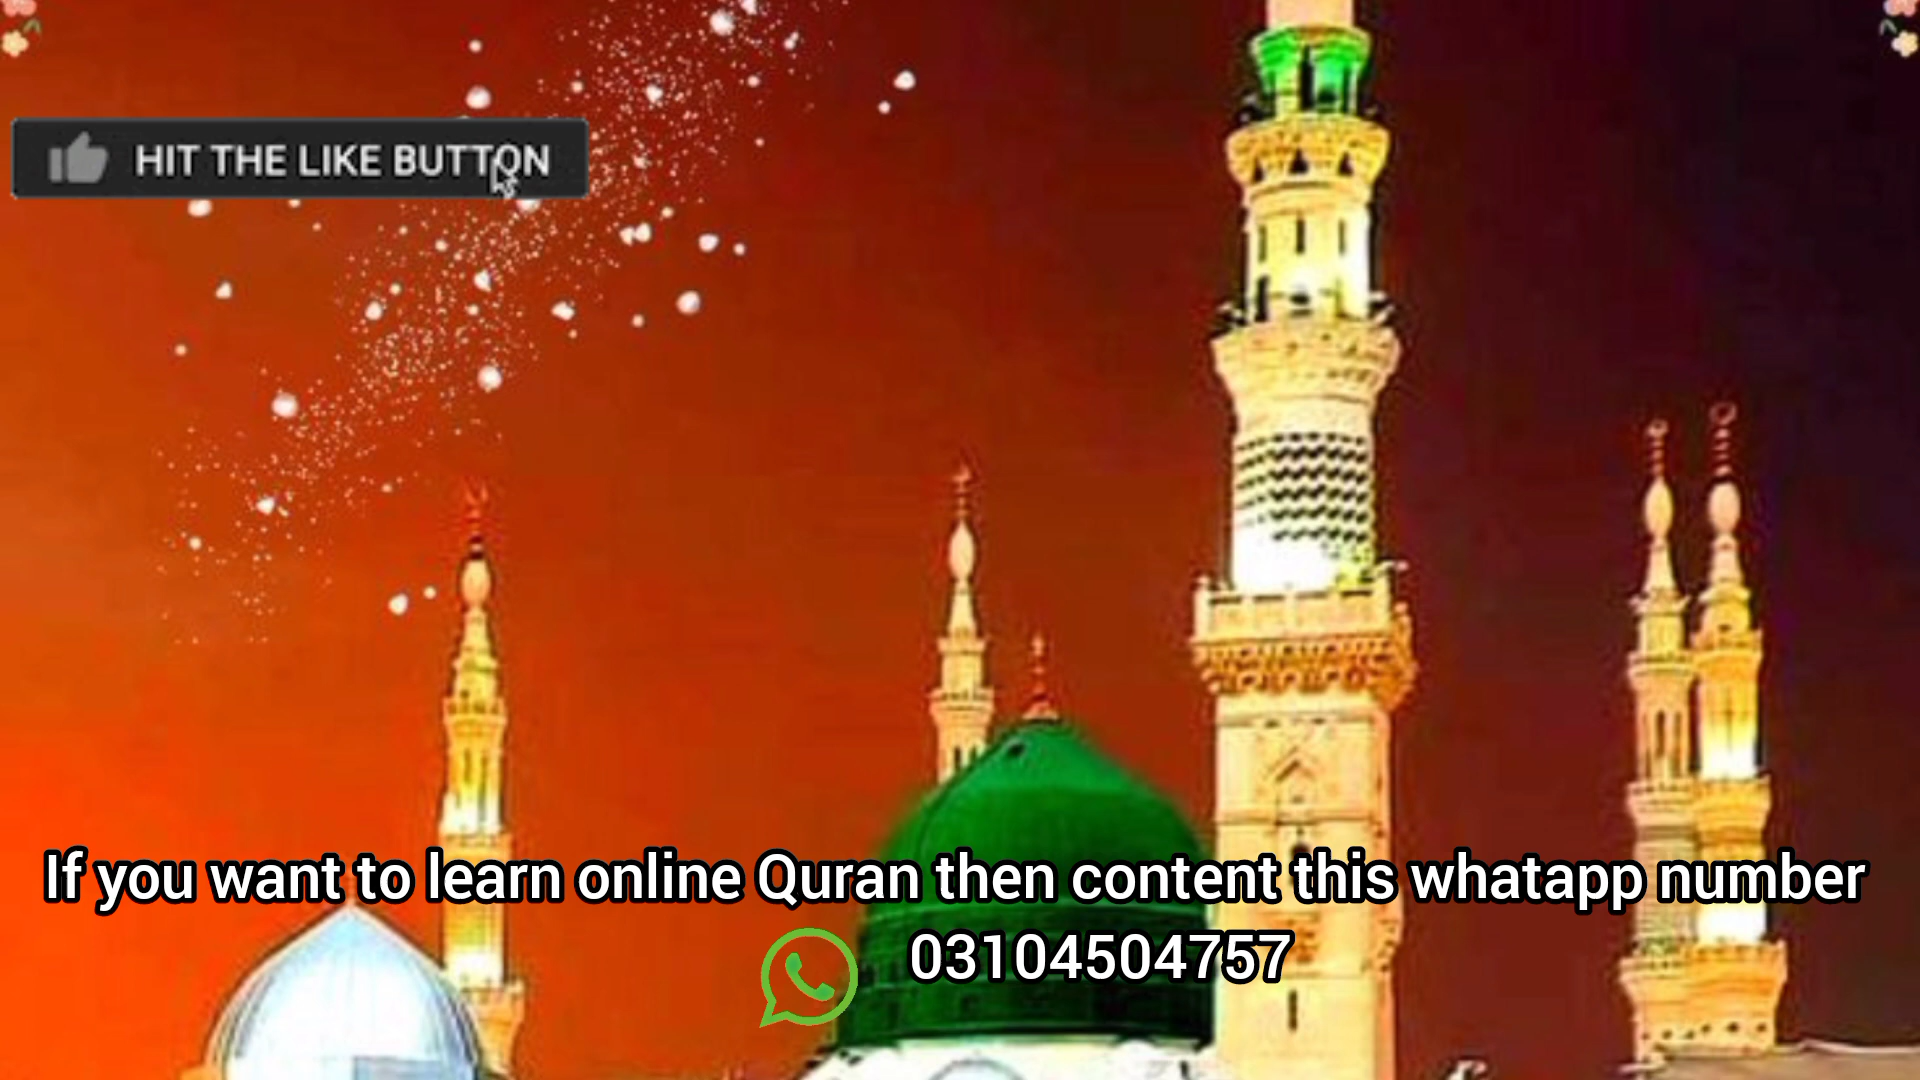 HIT THE LIKE BUTTON
If you want to learn online Quran then content this whatapp number
03104504757